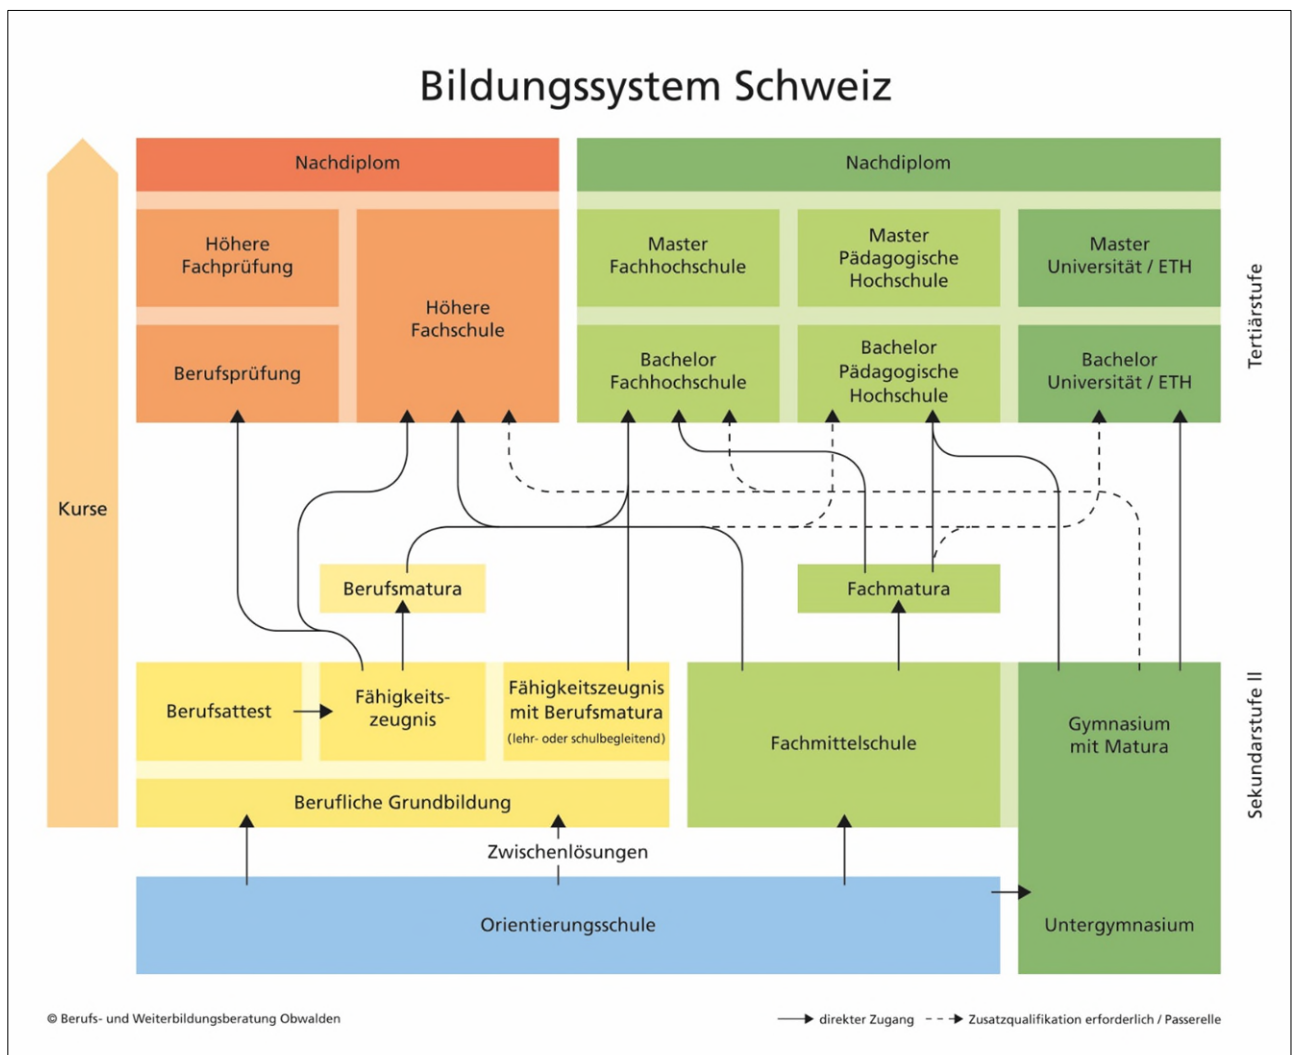 Bildungssystem Schweiz
Nachdiplom
Nachdiplom
Höhere
Fachprüfung
Höhere
Fachschule
Berufsprüfung
Master
Fachhochschule
Master
Pädagogische
Hochschule
Master
Universität / ETH
Bachelor
Fachhochschule
Bachelor
Pädagogische
Hochschule
Bachelor
Universität / ETH
Tertiärstufe
Kurse
Berufsmatura
Fachmatura
Berufsattest
Fähigkeits-
zeugnis
Fähigkeitszeugnis
mit Berufsmatura
(lehr- oder schulbegleitend)
Fachmittelschule
Gymnasium
mit Matura
Sekundarstufe II
Berufliche Grundbildung
Zwischenlösungen
Orientierungsschule
Untergymnasium
© Berufs- und Weiterbildungsberatung Obwalden
direkter Zugang
Zusatzqualifikation erforderlich / Passerelle